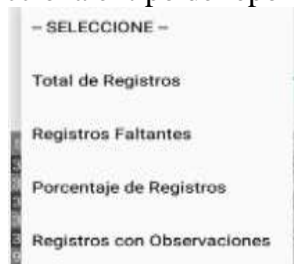 – SELECCIONE –
Total de Registros
Registros Faltantes
Porcentaje de Registros
Registros con Observaciones